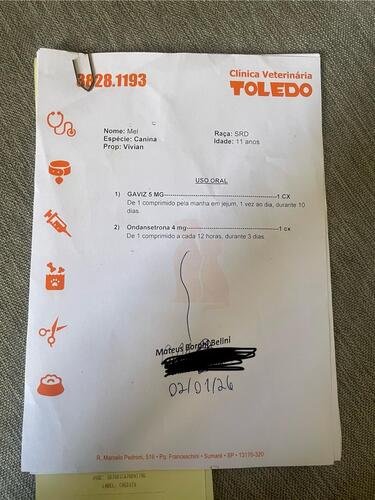 3828.1193
Clínica Veterinária
TOLEDO
Nome: Mel
Raça: SRD
Espécie: Canina
Idade: 11 anos
Prop: Vivian
USO ORAL
1) GAVIZ 5 MG-----------------------------------------------1 CX
De 1 comprimido pela manha em jejum, 1 vez ao dia, durante 10
dias.
2) Ondansetrona 4 mg-----------------------------------------------1 cx
De 1 comprimido a cada 12 horas, durante 3 dias.
Mateus Belini
02/01/26
R. Marcelo Pedroni, 516 • Pq. Franceschini • Sumaré • SP • 13170-320